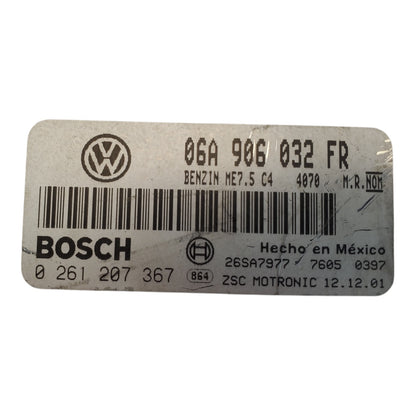 06A 906 032 FR
BENZIN ME7.5 C4 4070 M.R.NOM
BOSCH
Hecho en México
0 261 207 367
864
26SA7977 7605 0397
ZSC MOTRONIC 12.12.01